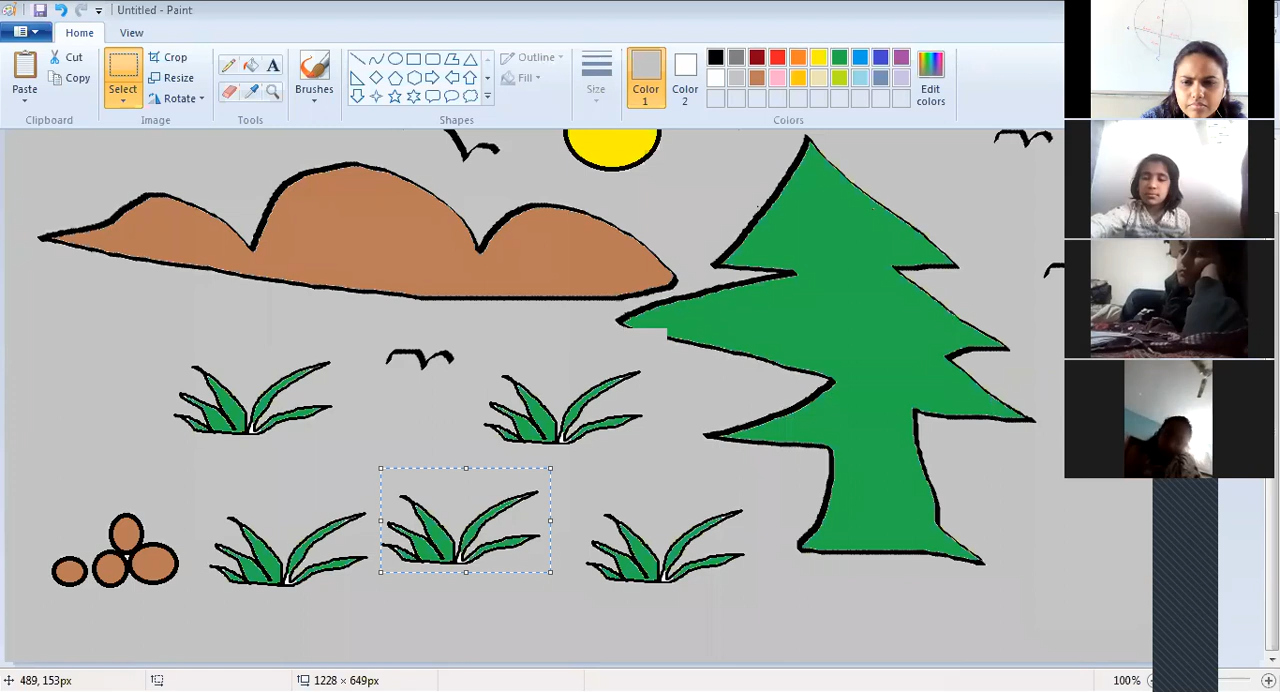 Untitled - Paint
Home
View
Paste
Cut
Copy
Clipboard
Select
Crop
Resize
Rotate
Image
A
Tools
Brushes
Shapes
Outline
Fill
Size
Color 1
Color 2
Edit colors
Colors
489, 153px
1228 × 649px
100%